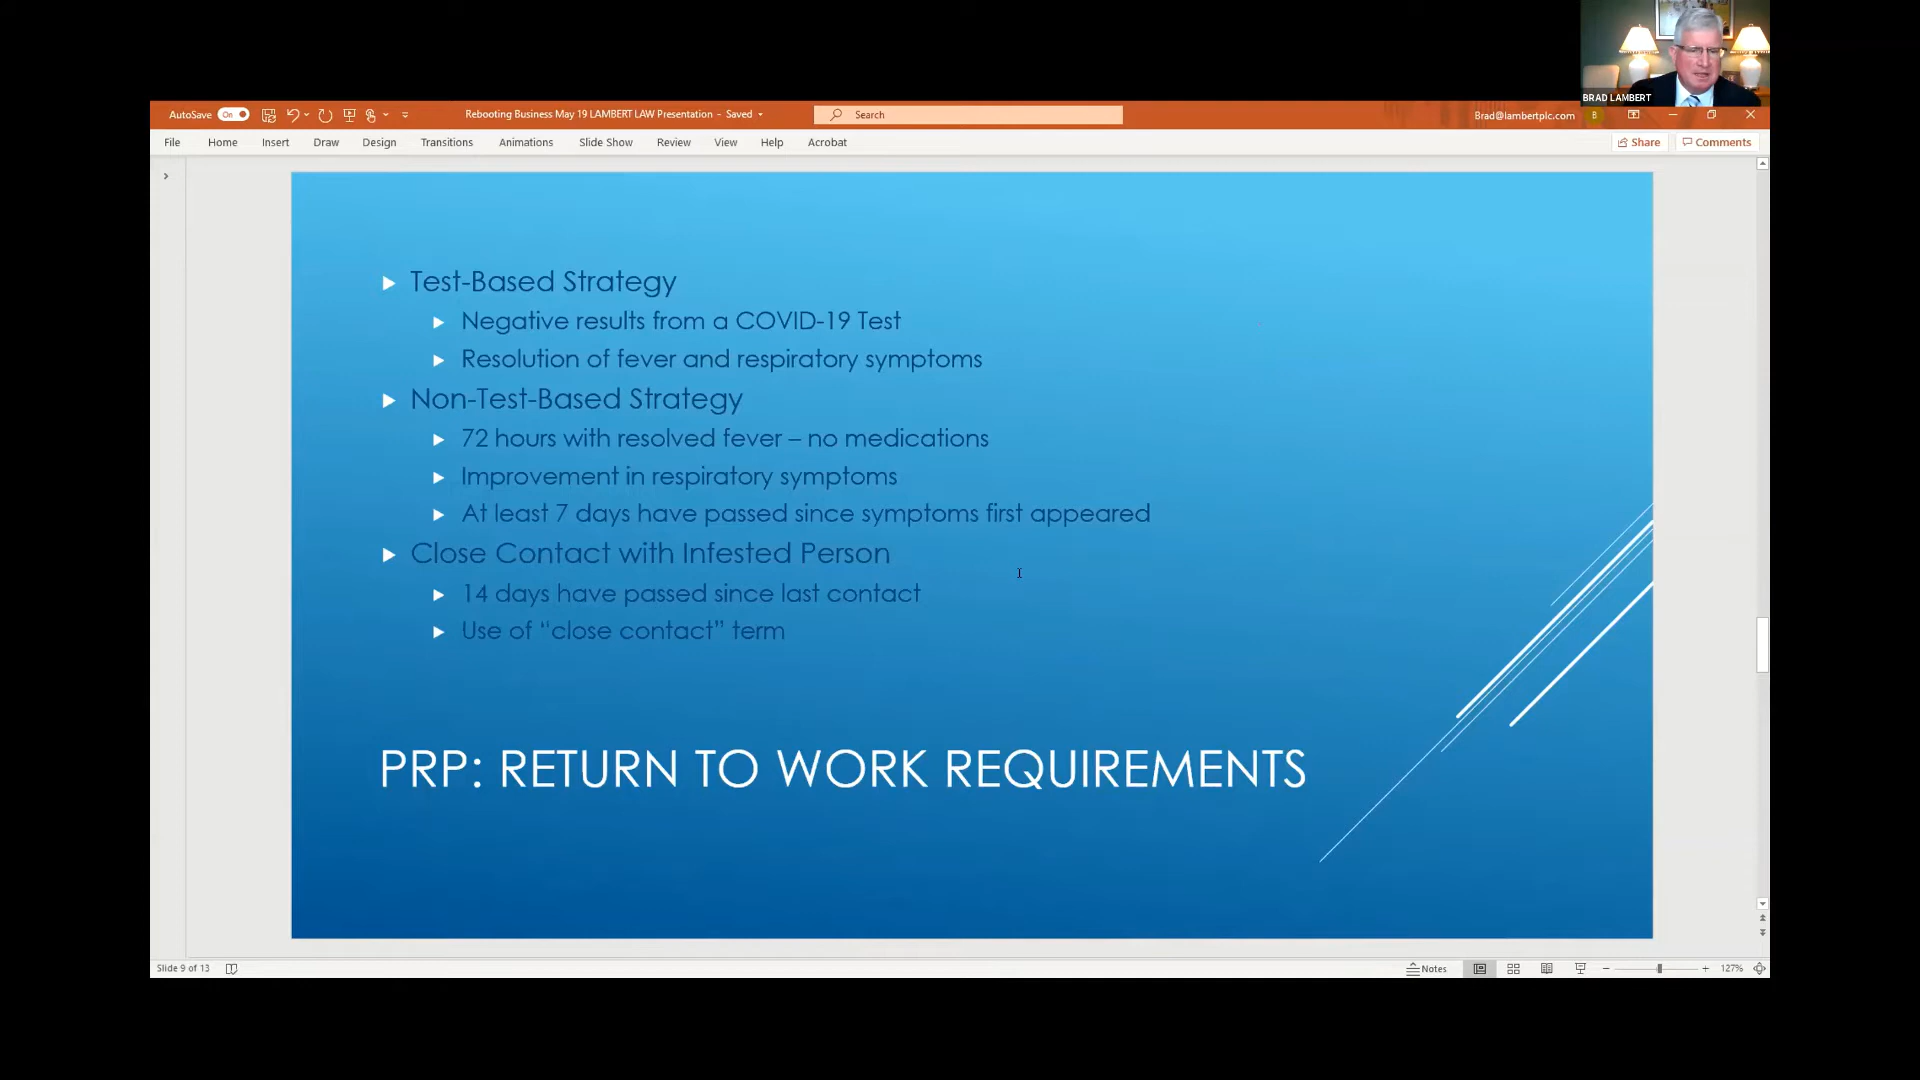 BRAD LAMBERT
AutoSave On Rebooting Business May 19 LAMBERT LAW Presentation - Saved Search Brad@lambertplc.com B
File Home Insert Draw Design Transitions Animations Slide Show Review View Help Acrobat Share Comments
Test-Based Strategy
Negative results from a COVID-19 Test
Resolution of fever and respiratory symptoms
Non-Test-Based Strategy
72 hours with resolved fever – no medications
Improvement in respiratory symptoms
At least 7 days have passed since symptoms first appeared
Close Contact with Infested Person
14 days have passed since last contact
Use of “close contact” term
PRP: RETURN TO WORK REQUIREMENTS
Slide 9 of 13 Notes 127%